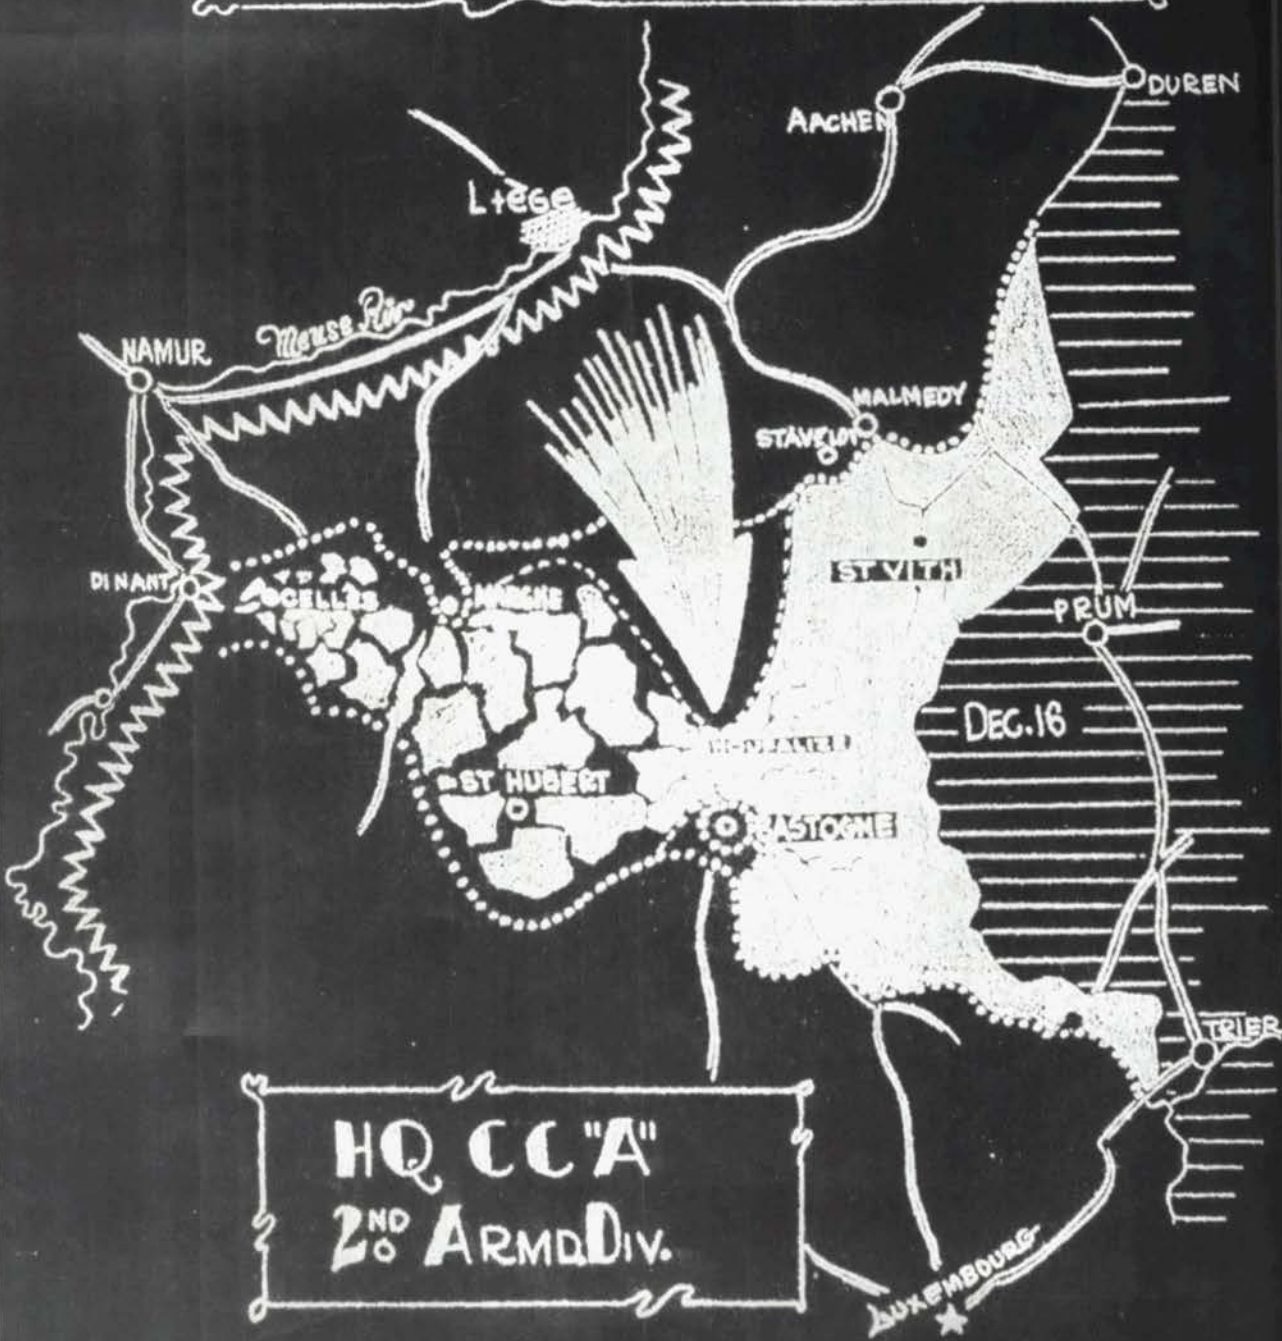 DUREN
AACHEN
Liège
Meuse Riv
NAMUR
MALMEDY
STAVELOT
ST VITH
DINANT
CELLES
MARCHE
PRUM
DEC. 16
ST HUBERT
BASTOGNE
TRIER
HQ CC "A"
2ND ARMD. DIV.
LUXEMBOURG